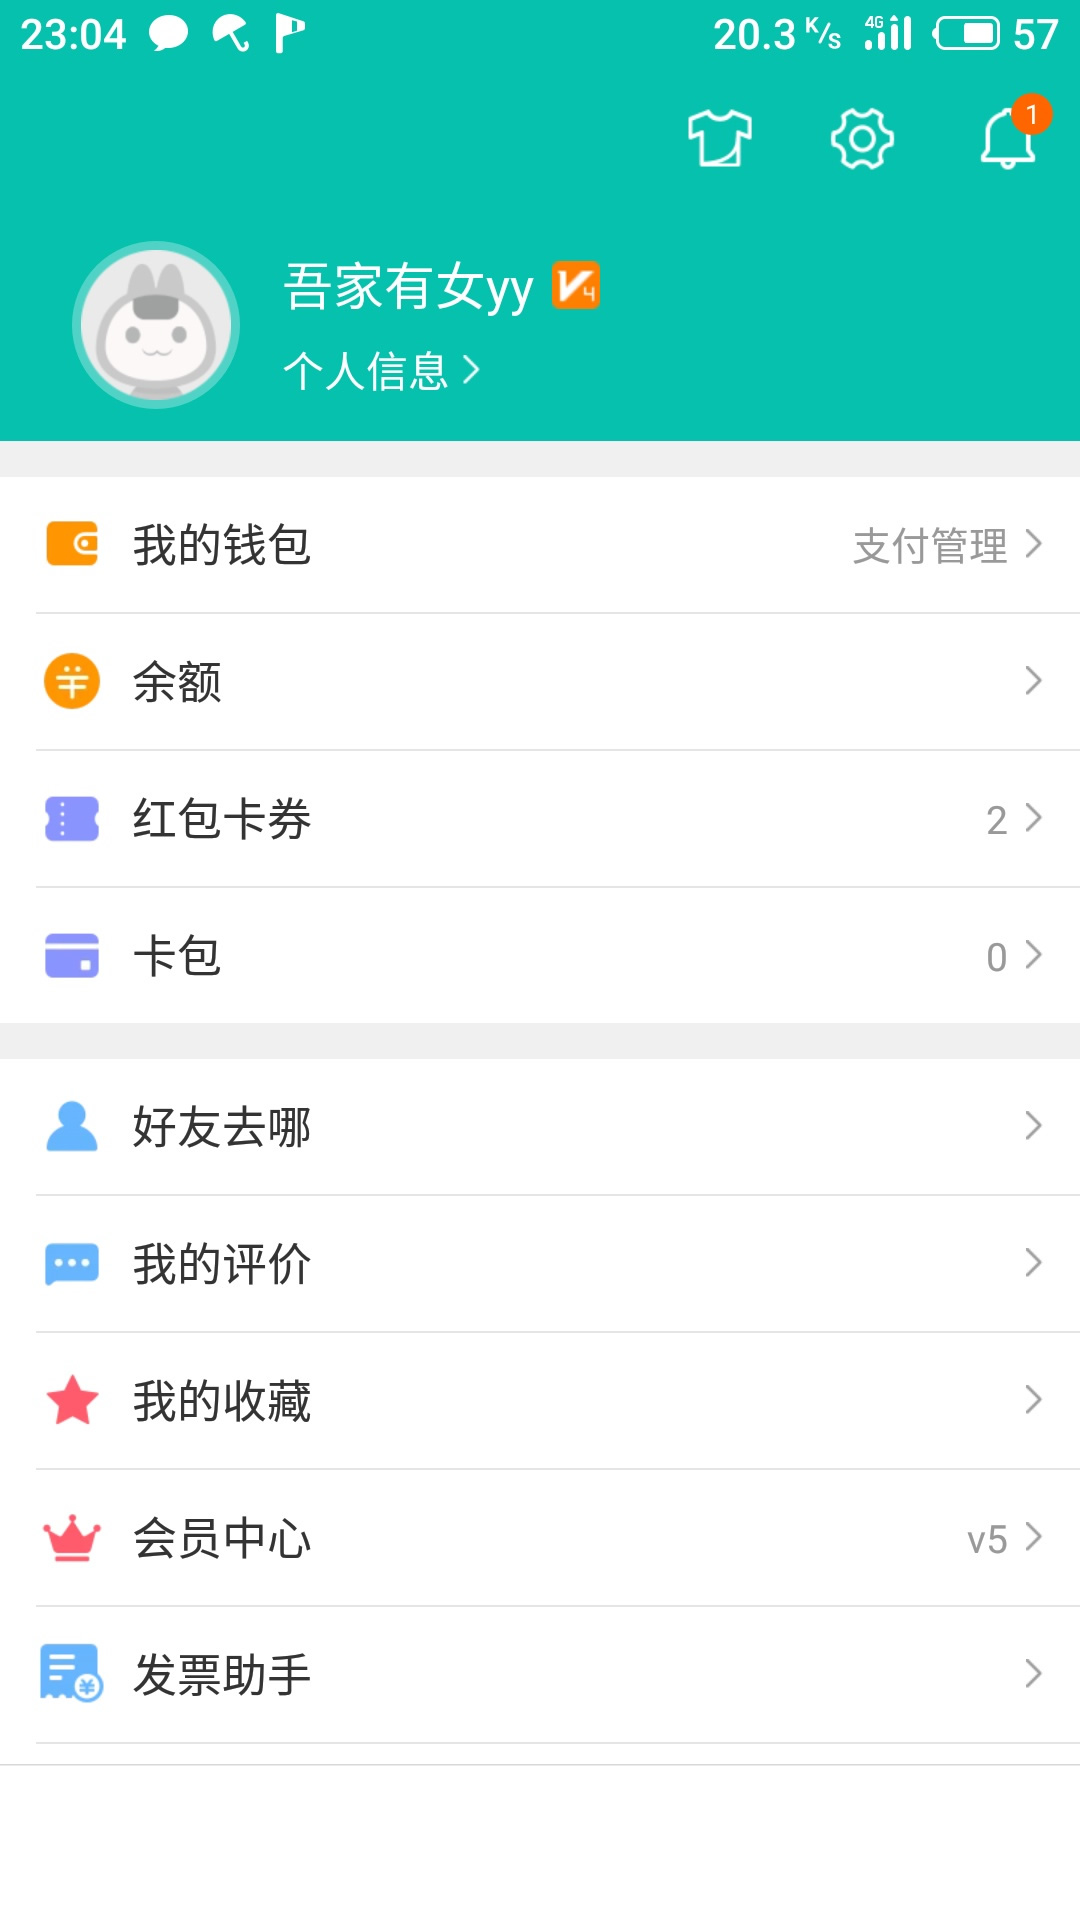 23:04 20.3 K/s 4G 57
1
吾家有女yy V4
个人信息
我的钱包 支付管理
余额
红包卡券 2
卡包 0
好友去哪
我的评价
我的收藏
会员中心 v5
发票助手